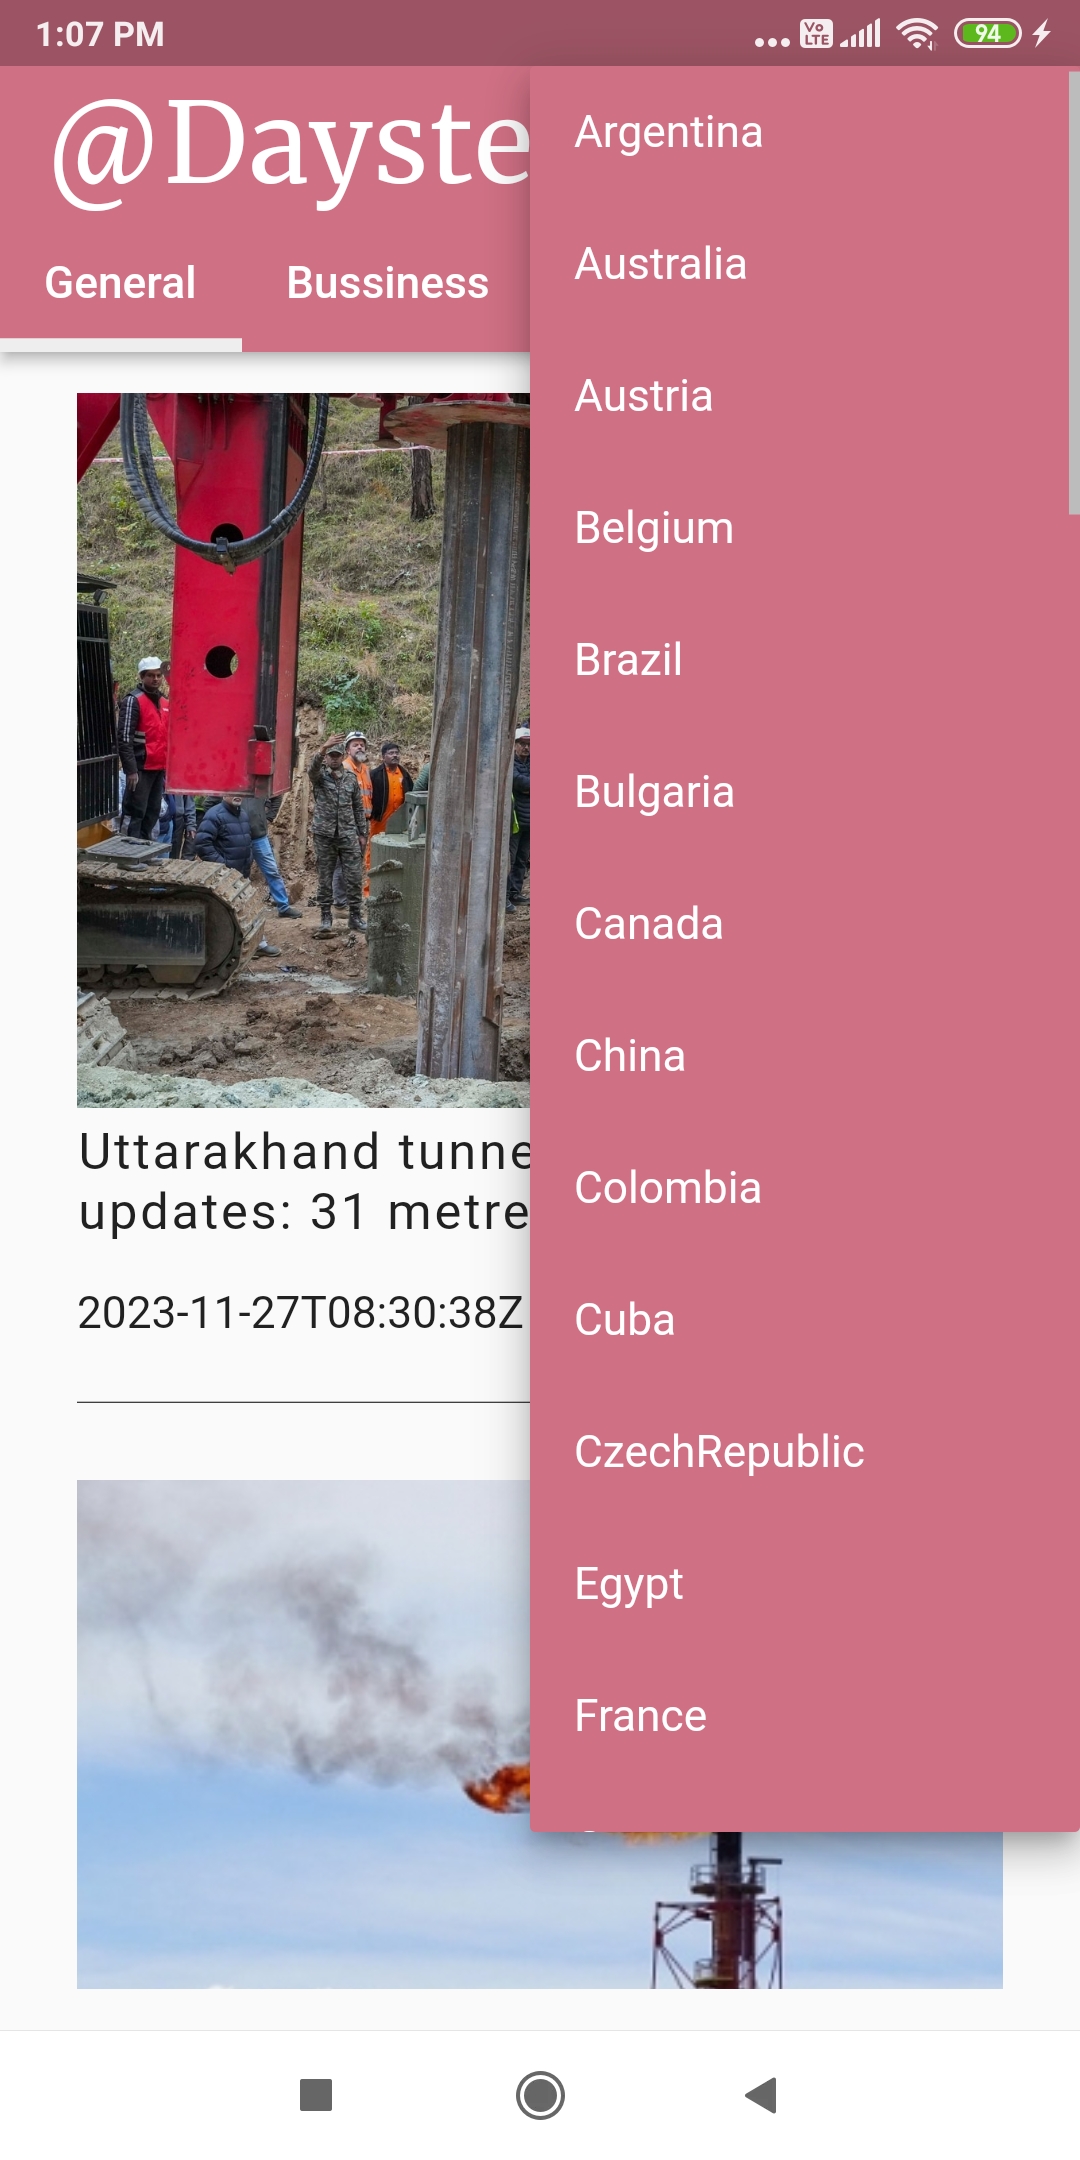 1:07 PM
Vo LTE
94
@Dayste
General Bussiness
Argentina
Australia
Austria
Belgium
Brazil
Bulgaria
Canada
China
Colombia
Cuba
CzechRepublic
Egypt
France
Uttarakhand tunne
updates: 31 metre
2023-11-27T08:30:38Z